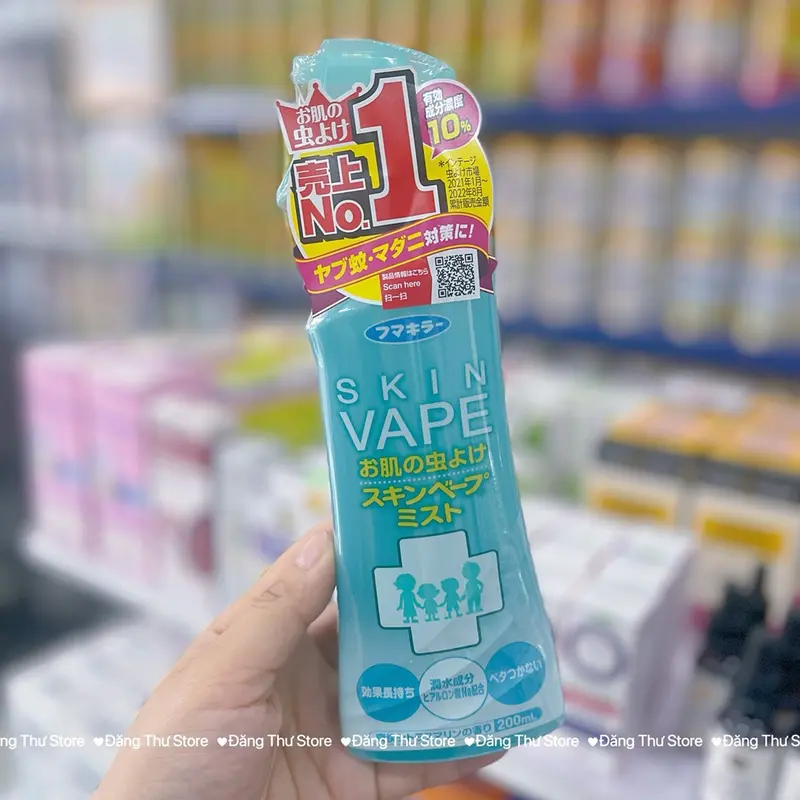 お肌の
虫よけ
売上
No.1
有効
成分濃度
10%
*インテージ
虫よけ市場
2021年1月~
2022年8月
累計販売金額
ヤブ蚊・マダニ対策に!
製品情報はこちら
Scan here
扫一扫
フマキラー
SKIN
VAPE
お肌の虫よけ
スキンベープ
ミスト
効果長持ち
潤水成分
ヒアルロン酸Na配合
ベタつかない
リンの香り 200mL
ng Thư Store ♥Đăng Thư Store ♥Đăng Thư Store ♥Đăng Thư Store ♥Đăng Thư Store ♥Đăng Thư Store ♥Đăng Thư